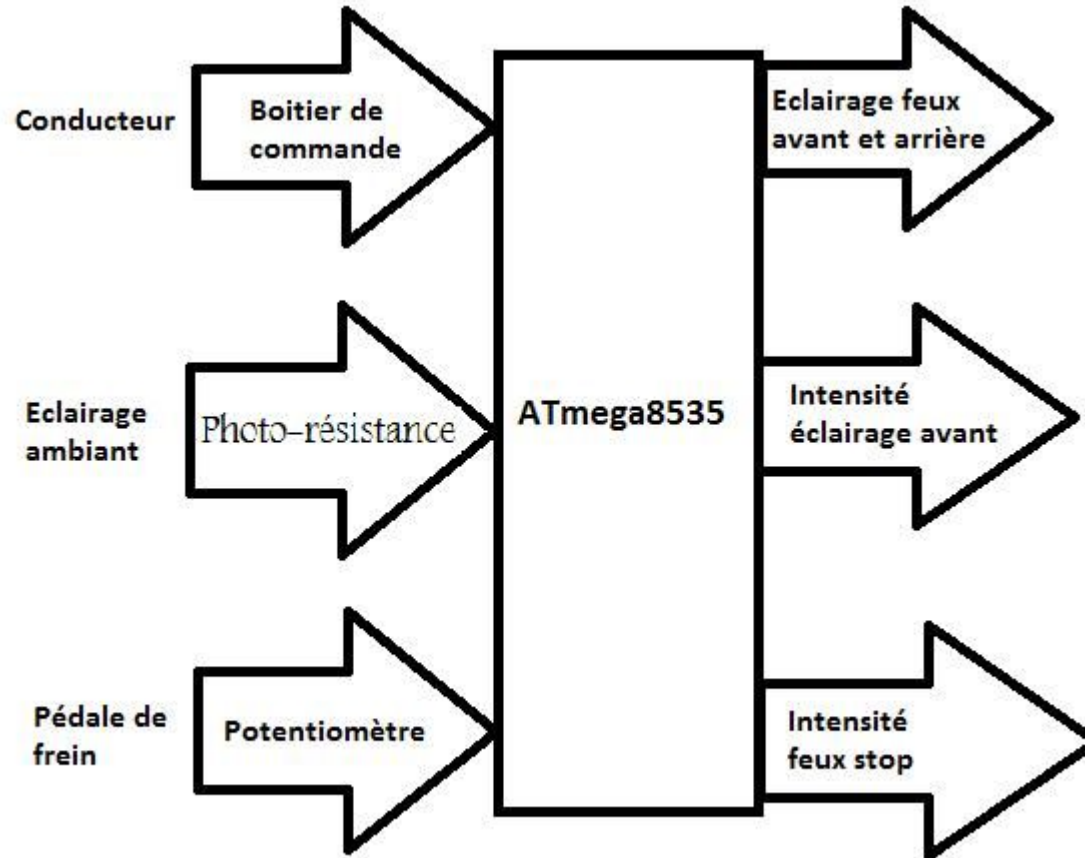 Conducteur
Boitier de
commande
Eclairage feux
avant et arrière
Eclairage
ambiant
Photo-résistance
ATmega8535
Intensité
éclairage avant
Pédale de
frein
Potentiomètre
Intensité
feux stop